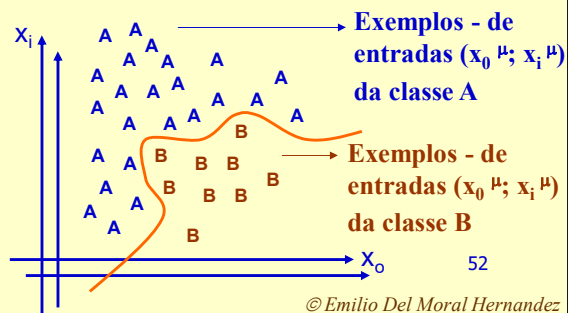 Xi
A A A A A A A A A A A A A A A A A A A A A A A A A A A
Exemplos - de
entradas (x₀ ᵘ; xᵢ ᵘ)
da classe A
B B B B B B B B B B
Exemplos - de
entradas (x₀ ᵘ; xᵢ ᵘ)
da classe B
Xo
52
© Emilio Del Moral Hernandez